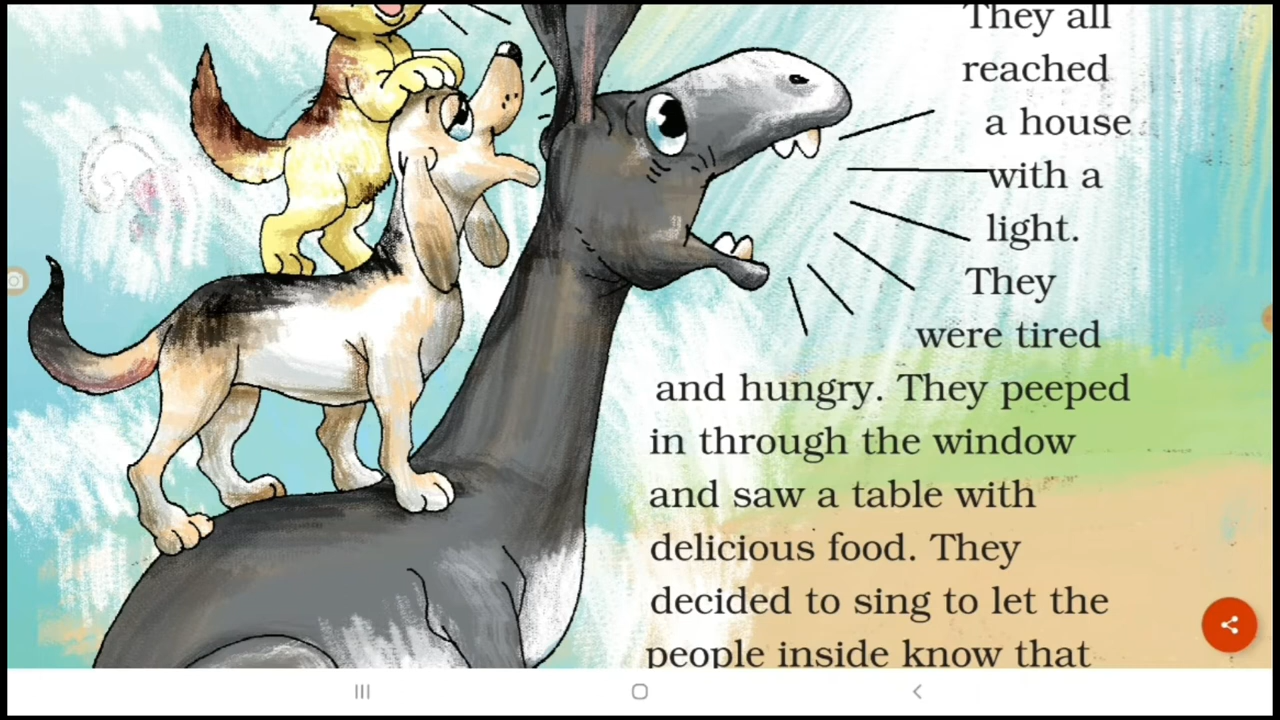 They all
reached
a house
with a
light.
They
were tired
and hungry. They peeped
in through the window
and saw a table with
delicious food. They
decided to sing to let the
people inside know that